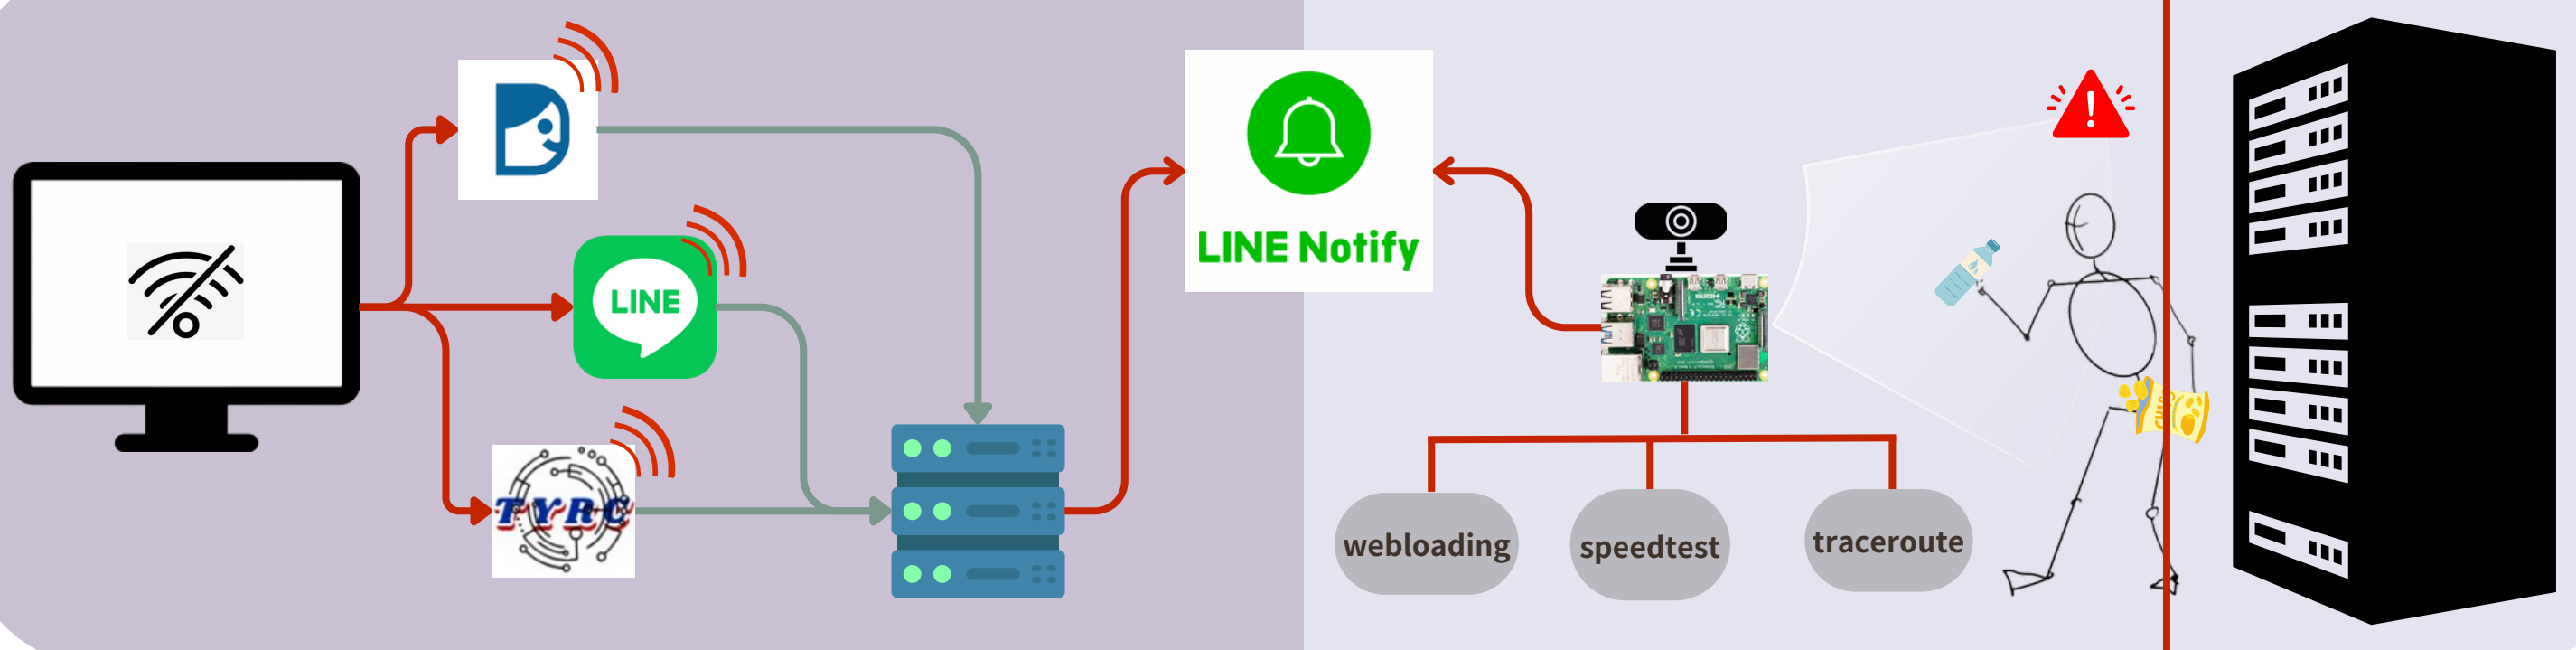 LINE
TYRC
LINE Notify
webloading
speedtest
traceroute